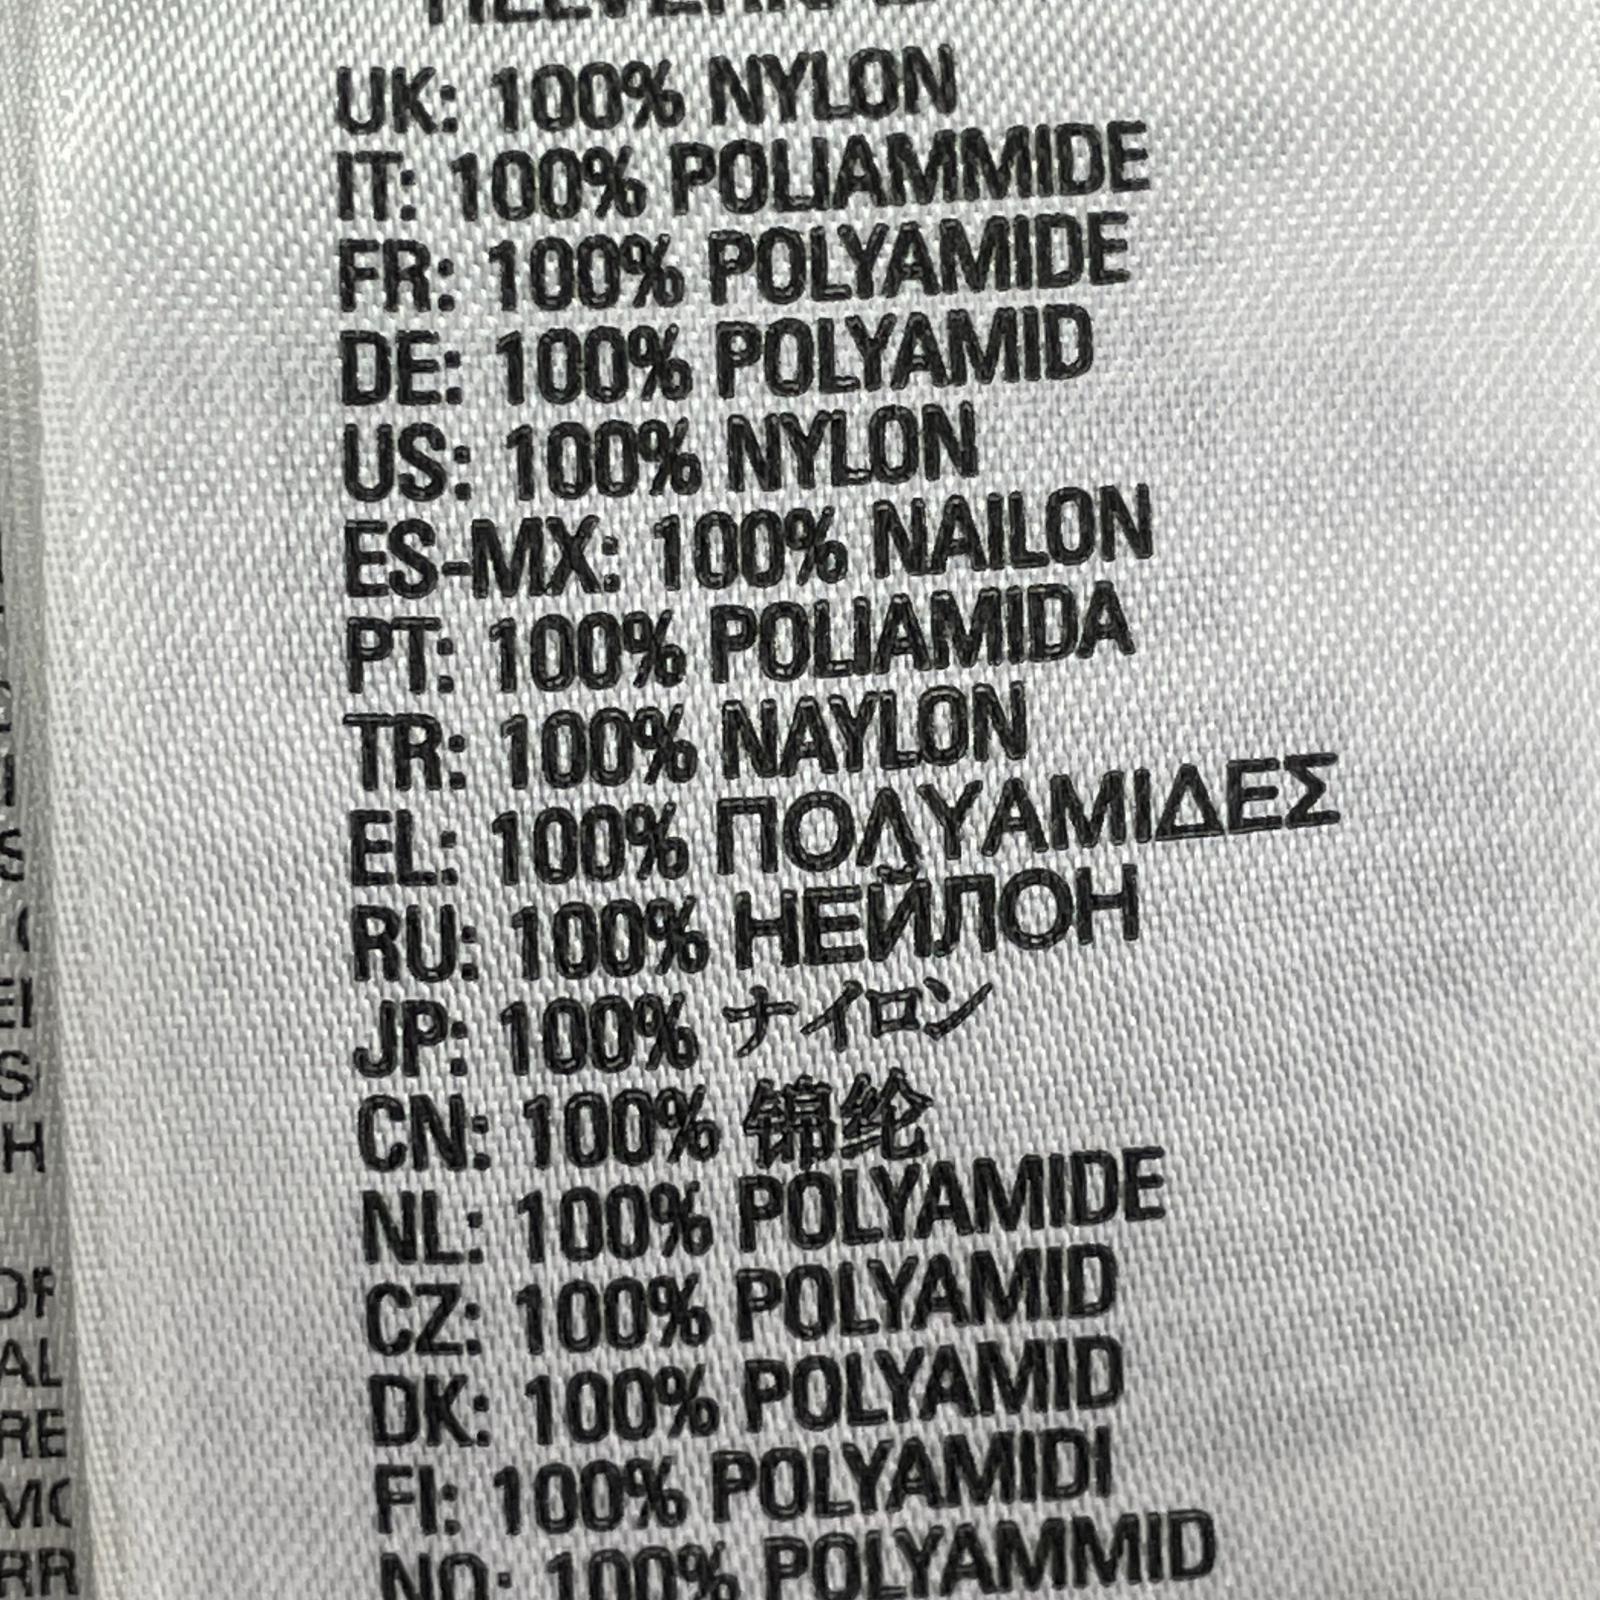 UK: 100% NYLON
IT: 100% POLIAMMIDE
FR: 100% POLYAMIDE
DE: 100% POLYAMID
US: 100% NYLON
ES-MX: 100% NAILON
PT: 100% POLIAMIDA
TR: 100% NAYLON
EL: 100% ΠΟΛΥΑΜΙΔΕΣ
RU: 100% НЕЙЛОН
JP: 100% ナイロン
CN: 100% 锦纶
NL: 100% POLYAMIDE
CZ: 100% POLYAMID
DK: 100% POLYAMID
FI: 100% POLYAMIDI
NO: 100% POLYAMMID